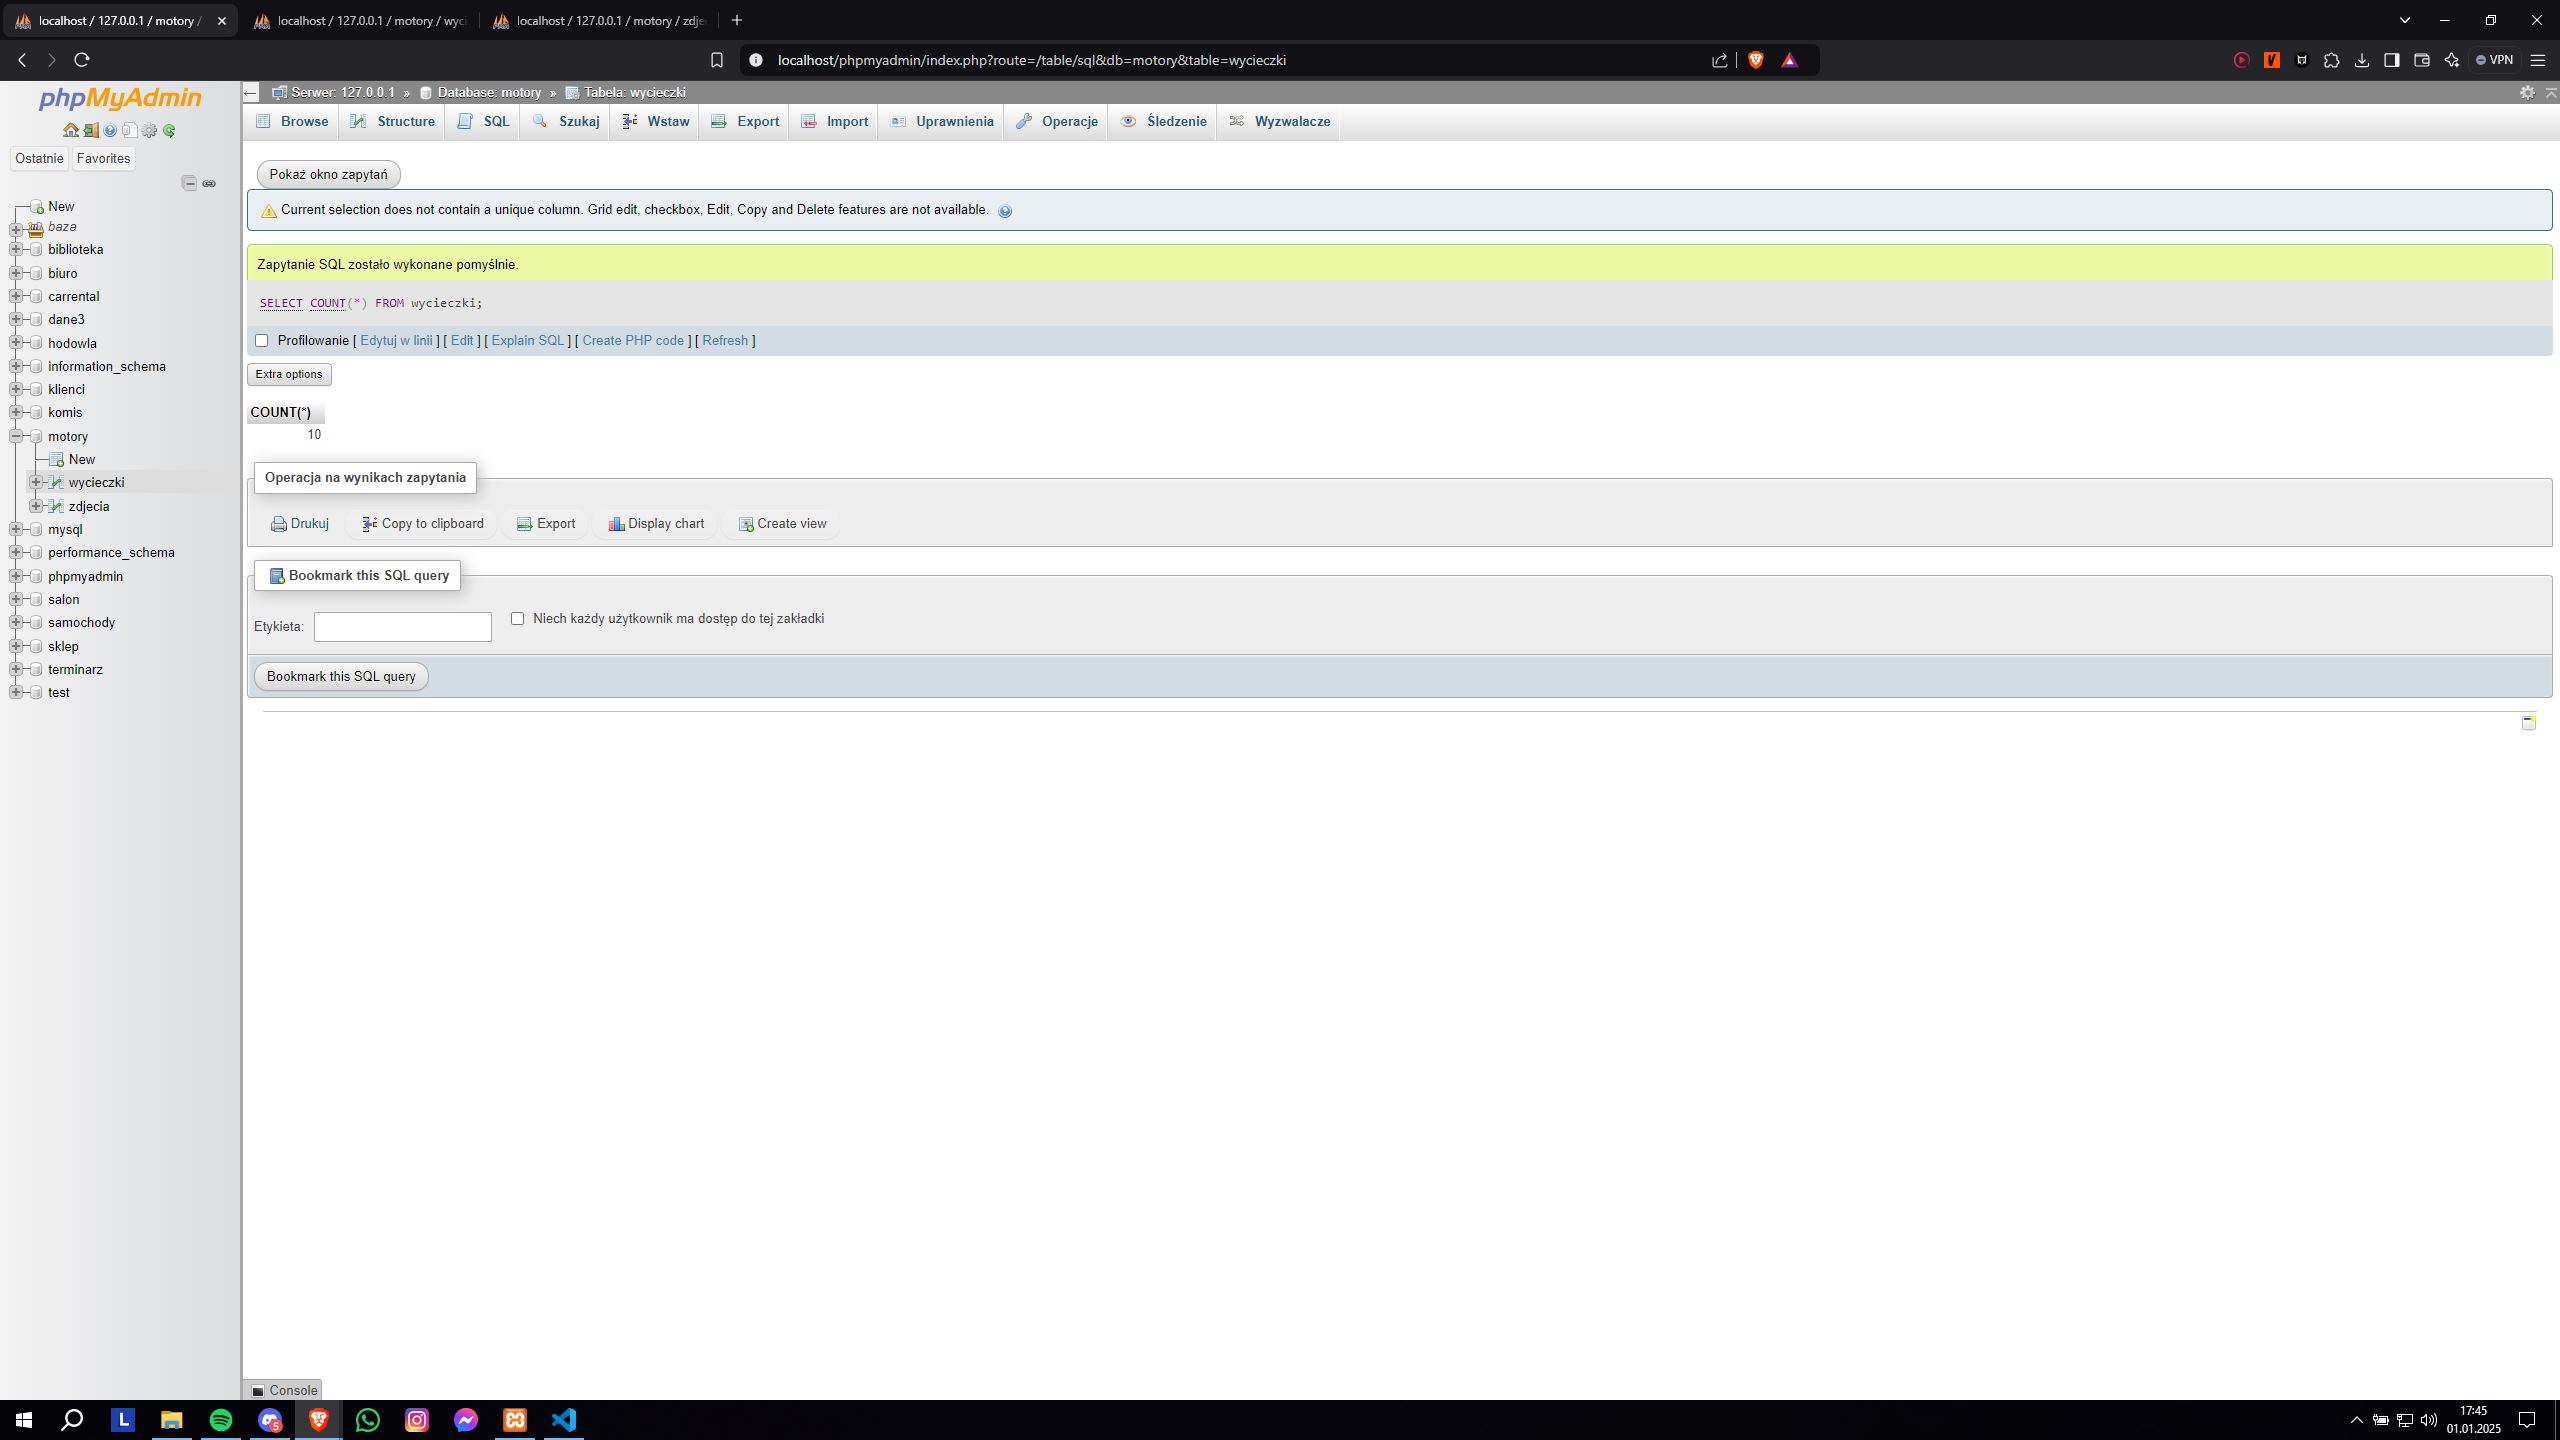 localhost / 127.0.0.1 / motory /
localhost / 127.0.0.1 / motory / wyci
localhost / 127.0.0.1 / motory / zdje
localhost/phpmyadmin/index.php?route=/table/sql&db=motory&table=wycieczki
VPN
phpMyAdmin
Ostatnie
Favorites
New
baza
biblioteka
biuro
carrental
dane3
hodowla
information_schema
klienci
komis
motory
New
wycieczki
zdjecia
mysql
performance_schema
phpmyadmin
salon
samochody
sklep
terminarz
test
Serwer: 127.0.0.1 » Database: motory » Tabela: wycieczki
Browse Structure SQL Szukaj Wstaw Export Import Uprawnienia Operacje Śledzenie Wyzwalacze
Pokaż okno zapytań
Current selection does not contain a unique column. Grid edit, checkbox, Edit, Copy and Delete features are not available.
Zapytanie SQL zostało wykonane pomyślnie.
SELECT COUNT(*) FROM wycieczki;
Profilowanie [ Edytuj w linii ] [ Edit ] [ Explain SQL ] [ Create PHP code ] [ Refresh ]
Extra options
COUNT(*)
10
Operacja na wynikach zapytania
Drukuj Copy to clipboard Export Display chart Create view
Bookmark this SQL query
Etykieta:
Niech każdy użytkownik ma dostęp do tej zakładki
Bookmark this SQL query
Console
L
5
17:45
01.01.2025